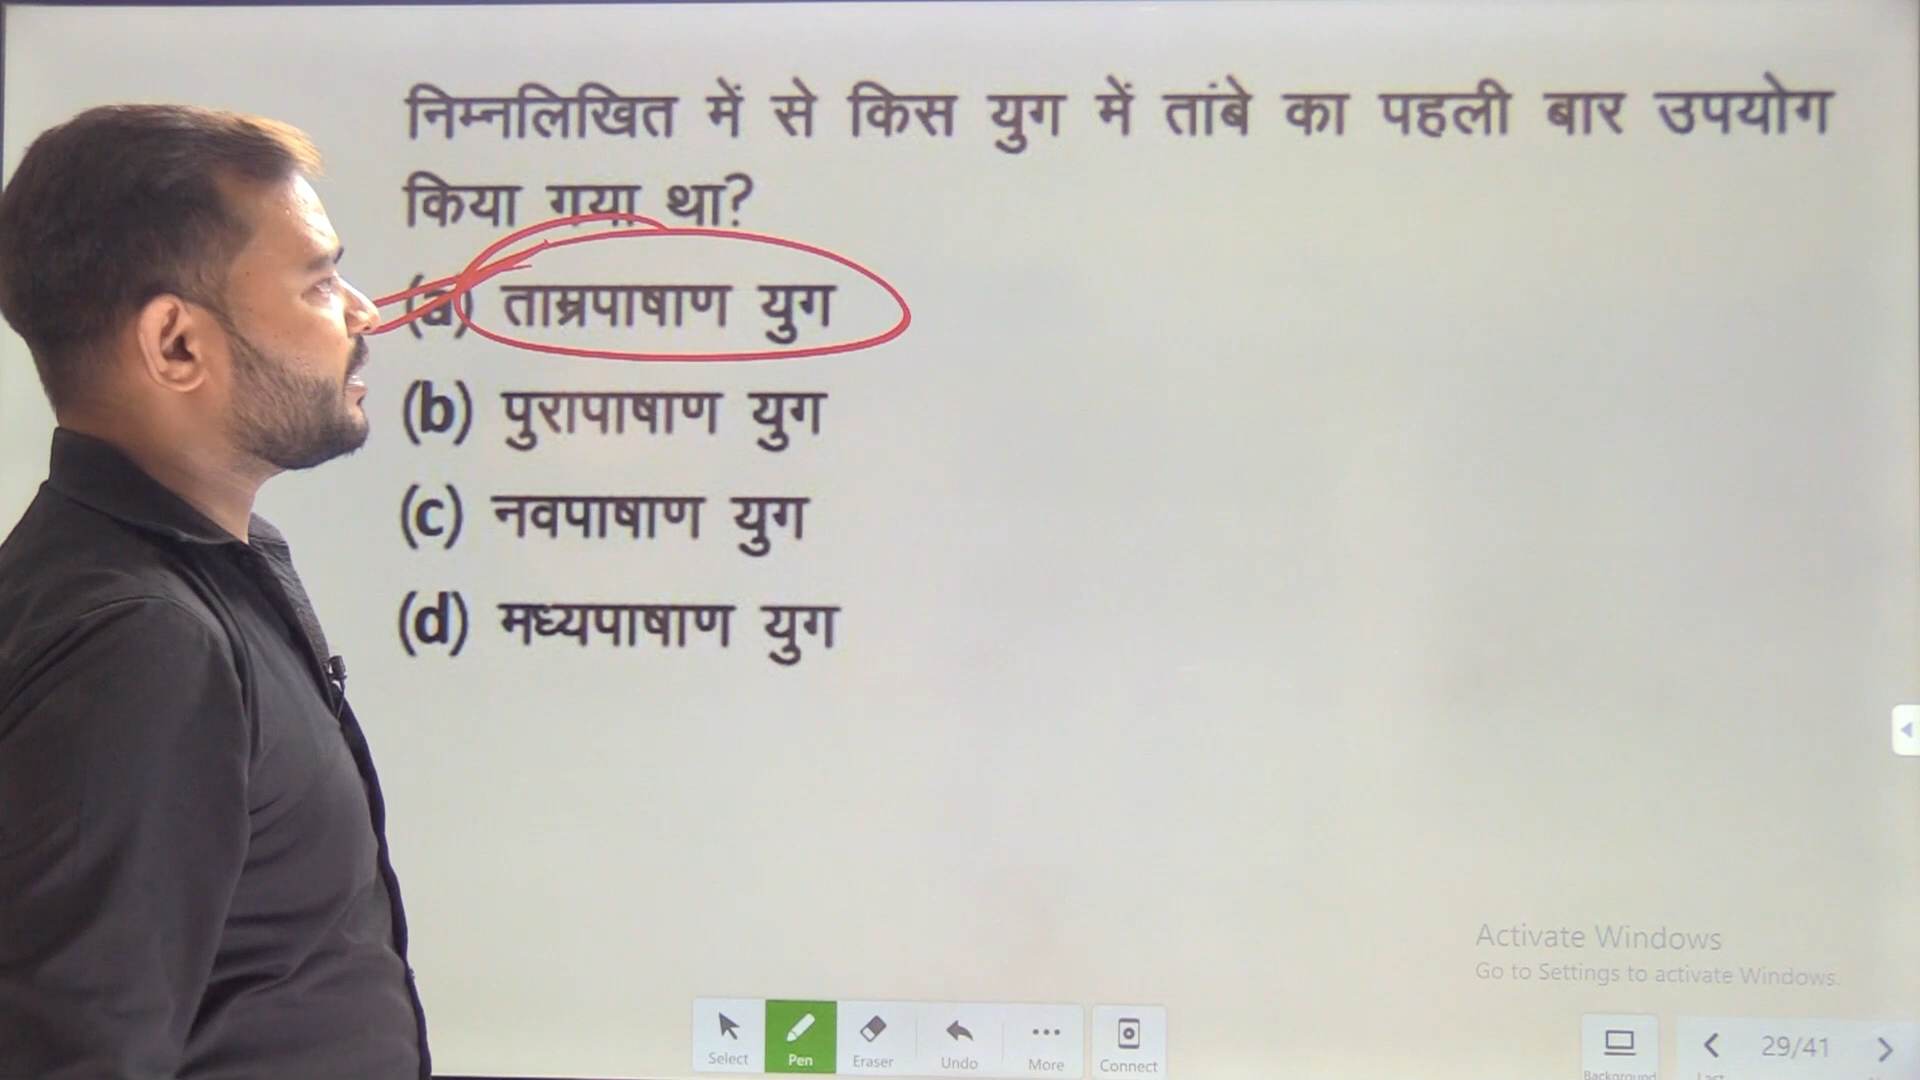 निम्नलिखित में से किस युग में तांबे का पहली बार उपयोग
किया गया था?
(a) ताम्रपाषाण युग
(b) पुरापाषाण युग
(c) नवपाषाण युग
(d) मध्यपाषाण युग
Activate Windows
Go to Settings to activate Windows.
Select
Pen
Eraser
Undo
More
Connect
Background
29/41